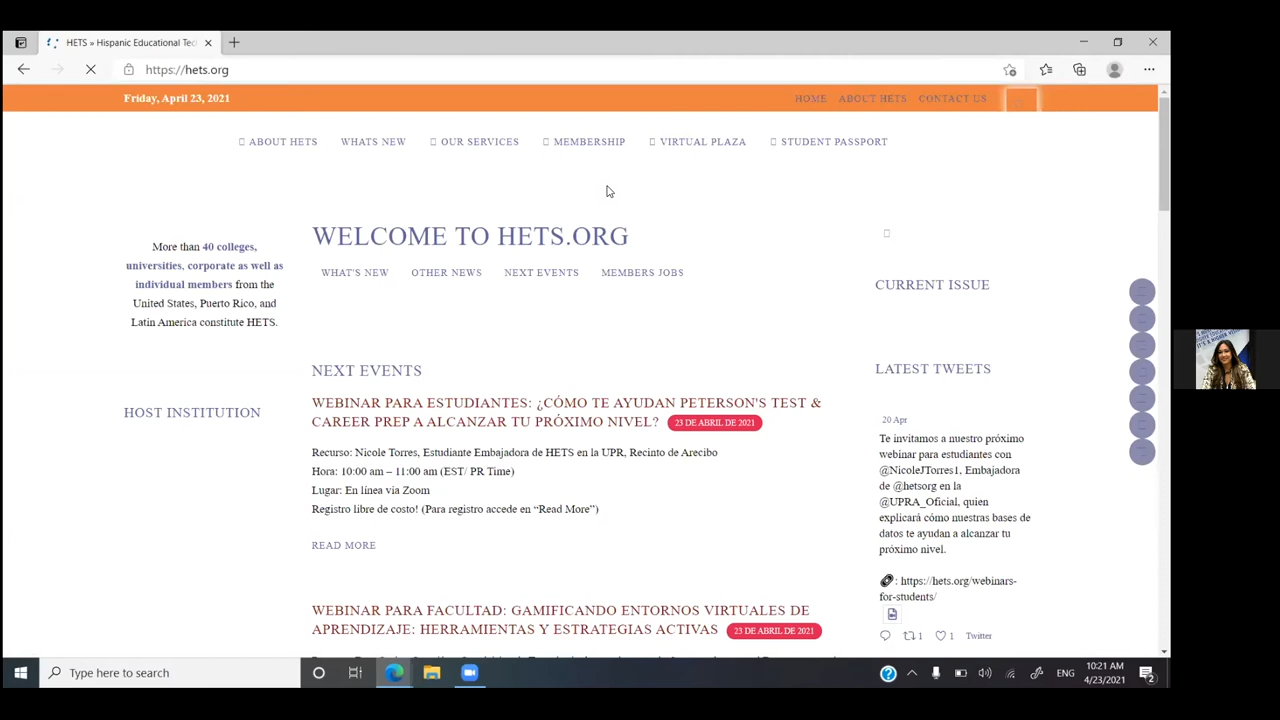 HETS » Hispanic Educational Tec
https://hets.org
Friday, April 23, 2021
HOME ABOUT HETS CONTACT US
ABOUT HETS WHATS NEW OUR SERVICES MEMBERSHIP VIRTUAL PLAZA STUDENT PASSPORT
More than 40 colleges,
universities, corporate as well as
individual members from the
United States, Puerto Rico, and
Latin America constitute HETS.
HOST INSTITUTION
WELCOME TO HETS.ORG
WHAT'S NEW OTHER NEWS NEXT EVENTS MEMBERS JOBS
NEXT EVENTS
WEBINAR PARA ESTUDIANTES: ¿CÓMO TE AYUDAN PETERSON'S TEST &
CAREER PREP A ALCANZAR TU PRÓXIMO NIVEL? 23 DE ABRIL DE 2021
Recurso: Nicole Torres, Estudiante Embajadora de HETS en la UPR, Recinto de Arecibo
Hora: 10:00 am – 11:00 am (EST/ PR Time)
Lugar: En línea via Zoom
Registro libre de costo! (Para registro accede en “Read More”)
READ MORE
WEBINAR PARA FACULTAD: GAMIFICANDO ENTORNOS VIRTUALES DE
APRENDIZAJE: HERRAMIENTAS Y ESTRATEGIAS ACTIVAS 23 DE ABRIL DE 2021
CURRENT ISSUE
LATEST TWEETS
20 Apr
Te invitamos a nuestro próximo
webinar para estudiantes con
@NicoleJTorres1, Embajadora
de @hetsorg en la
@UPRA_Oficial, quien
explicará cómo nuestras bases de
datos te ayudan a alcanzar tu
próximo nivel.
: https://hets.org/webinars-
for-students/
1 1 Twitter
Type here to search
ENG
10:21 AM
4/23/2021
2